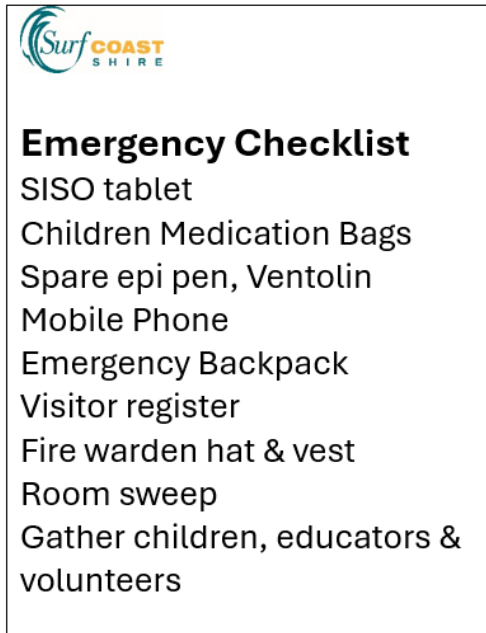 Surf COAST
SHIRE
Emergency Checklist
SISO tablet
Children Medication Bags
Spare epi pen, Ventolin
Mobile Phone
Emergency Backpack
Visitor register
Fire warden hat & vest
Room sweep
Gather children, educators &
volunteers